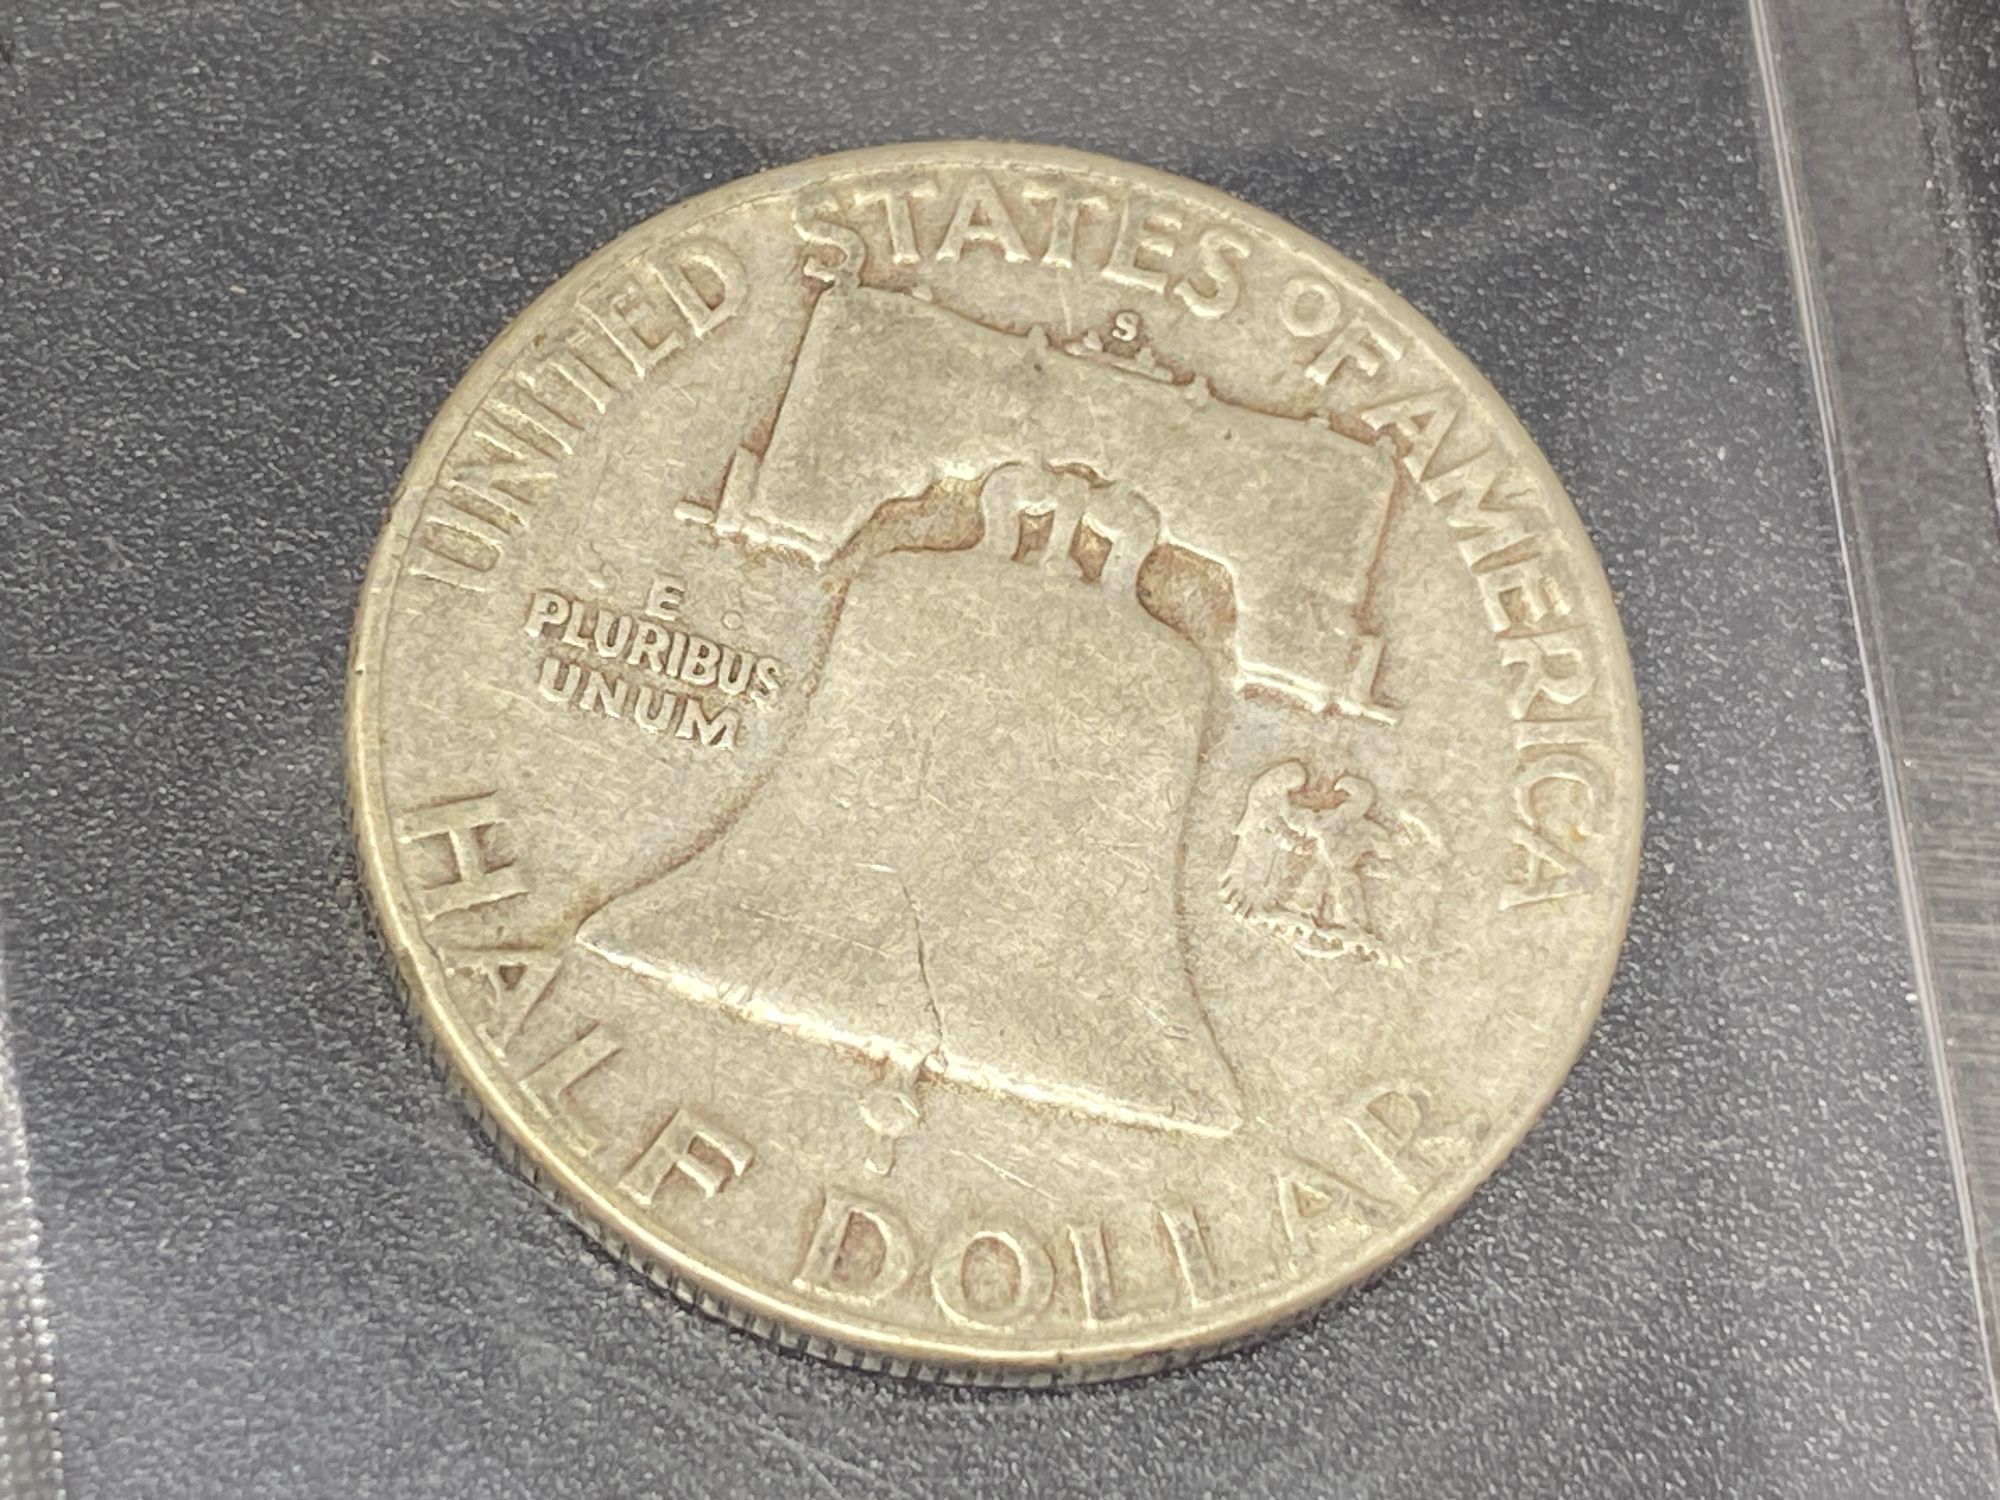 UNITED STATES OF AMERICA
S
E
PLURIBUS
UNUM
HALF DOLLAR